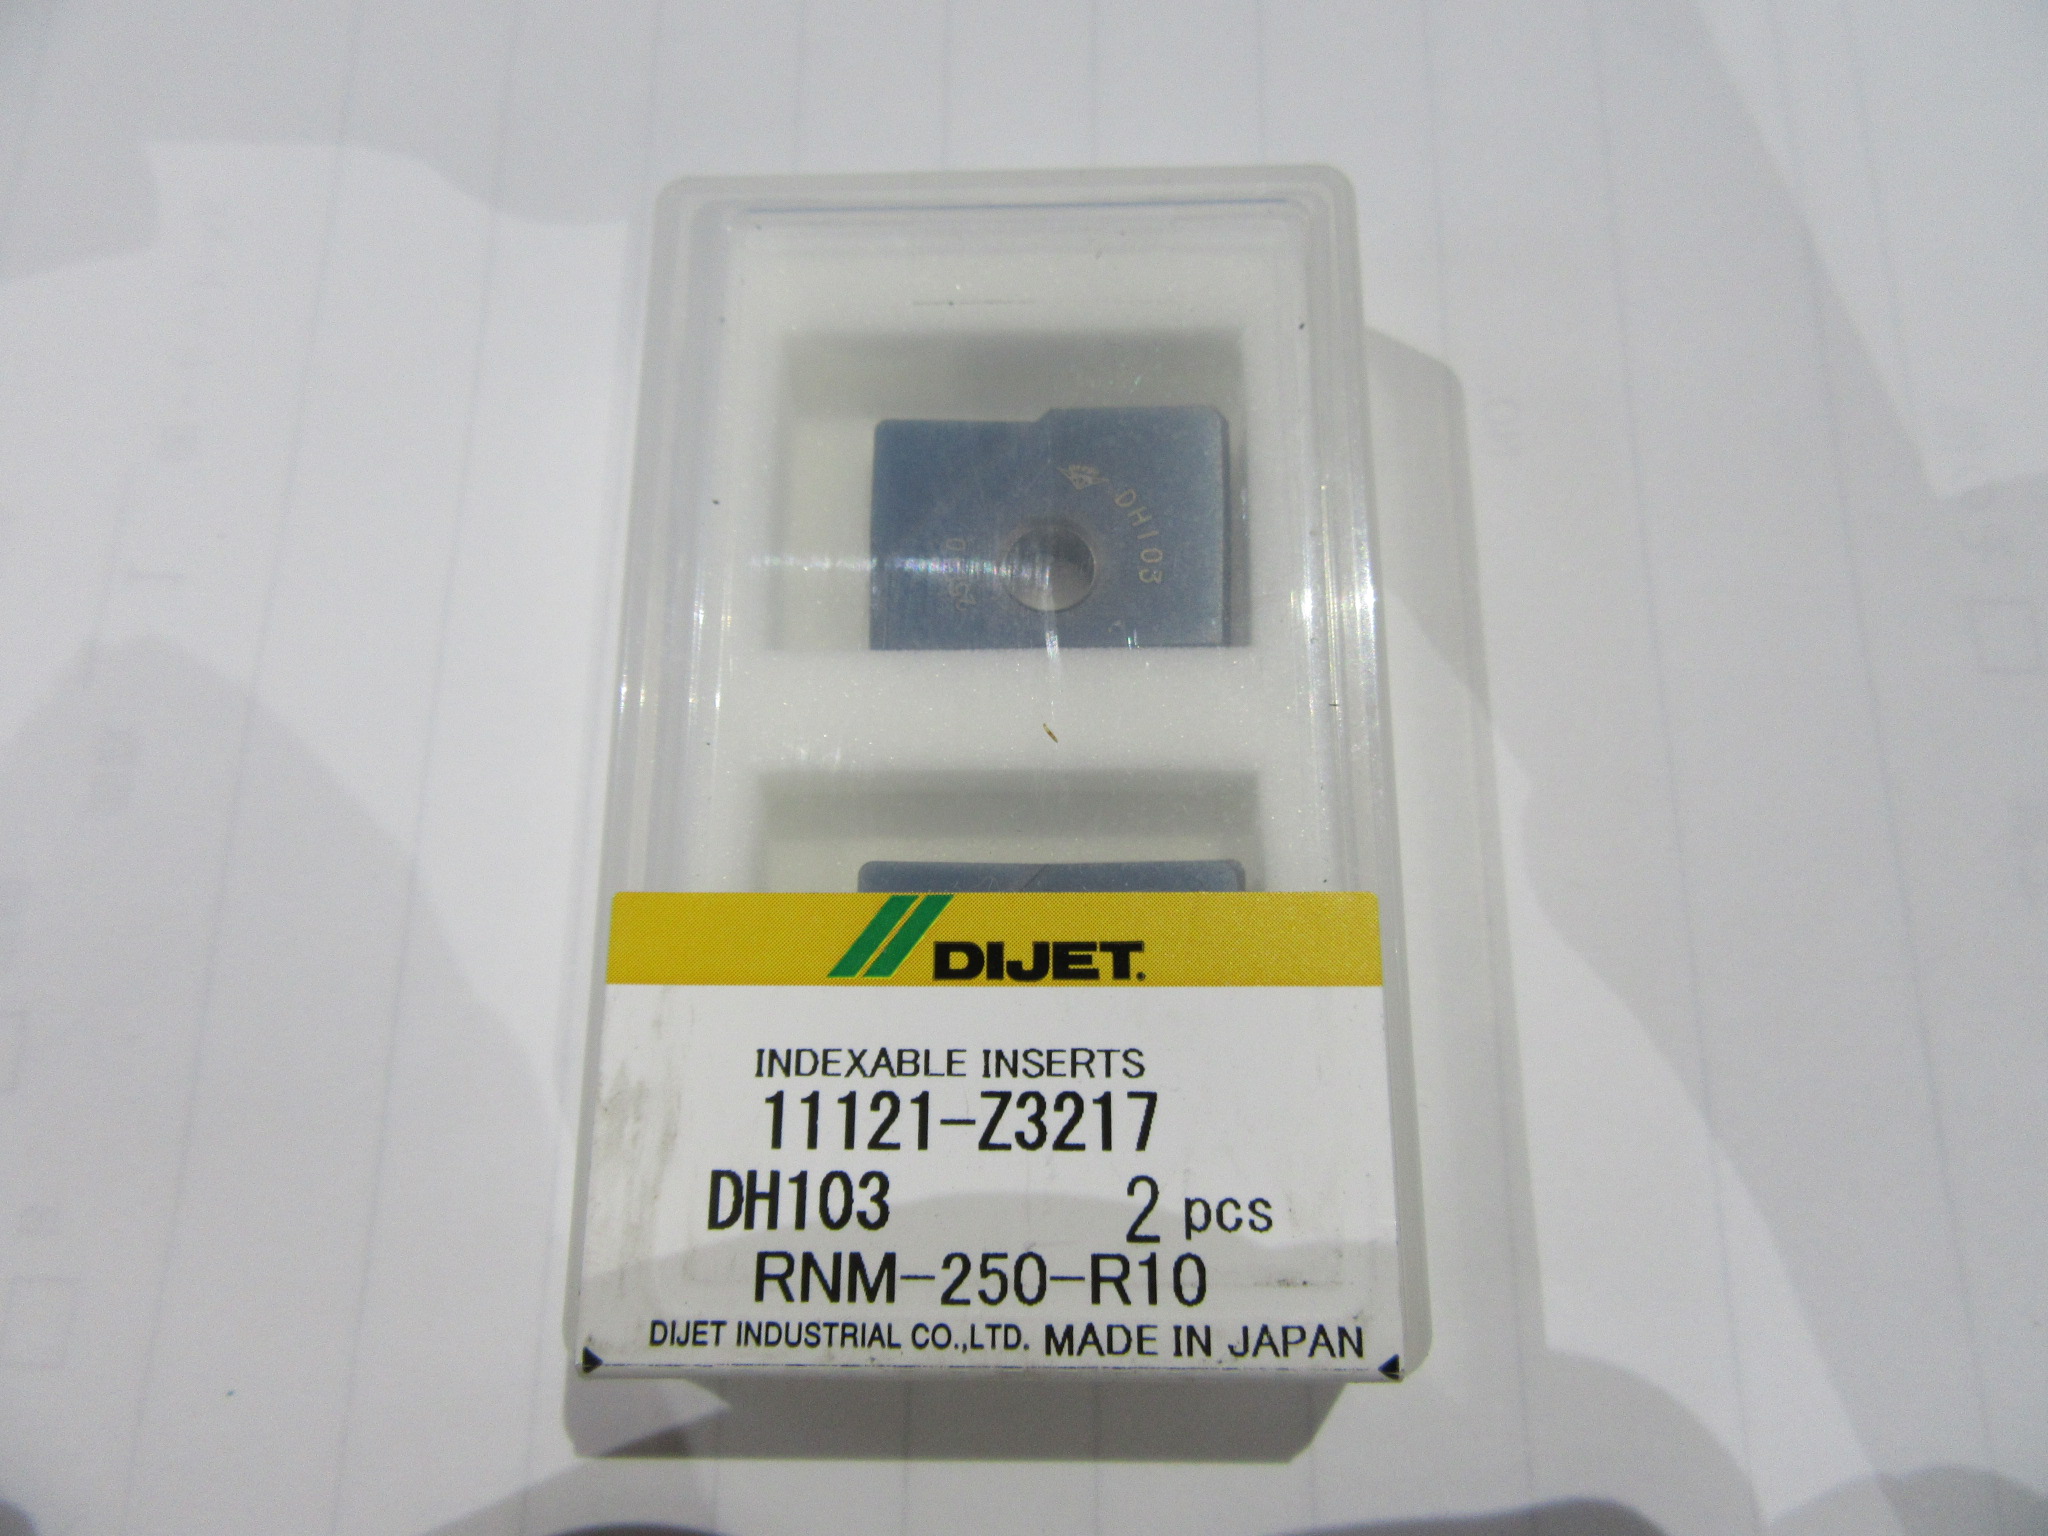 DH103
DIJET
INDEXABLE INSERTS
11121-Z3217
DH103 2 pcs
RNM-250-R10
DIJET INDUSTRIAL CO.,LTD. MADE IN JAPAN